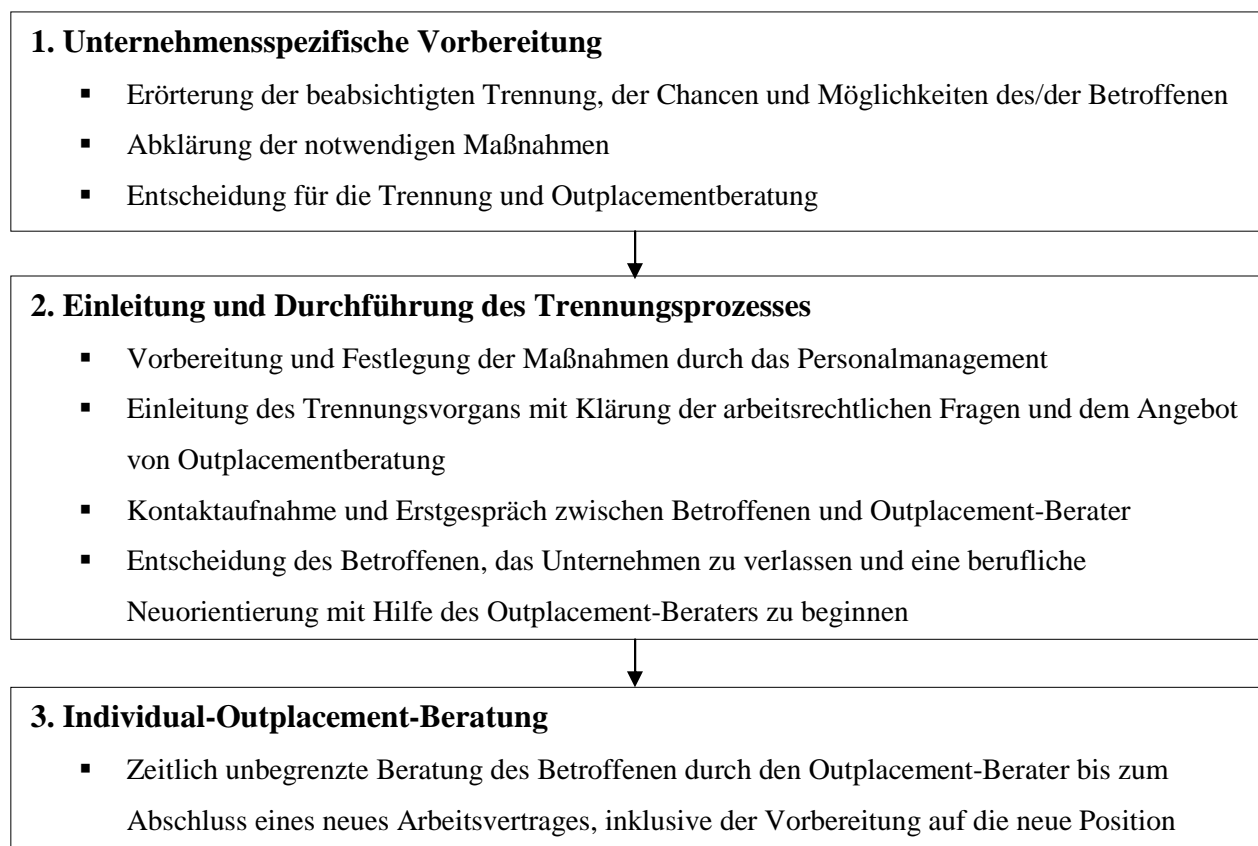 1. Unternehmensspezifische Vorbereitung
▪ Erörterung der beabsichtigten Trennung, der Chancen und Möglichkeiten des/der Betroffenen
▪ Abklärung der notwendigen Maßnahmen
▪ Entscheidung für die Trennung und Outplacementberatung
2. Einleitung und Durchführung des Trennungsprozesses
▪ Vorbereitung und Festlegung der Maßnahmen durch das Personalmanagement
▪ Einleitung des Trennungsvorgans mit Klärung der arbeitsrechtlichen Fragen und dem Angebot
von Outplacementberatung
▪ Kontaktaufnahme und Erstgespräch zwischen Betroffenen und Outplacement-Berater
▪ Entscheidung des Betroffenen, das Unternehmen zu verlassen und eine berufliche
Neuorientierung mit Hilfe des Outplacement-Beraters zu beginnen
3. Individual-Outplacement-Beratung
▪ Zeitlich unbegrenzte Beratung des Betroffenen durch den Outplacement-Berater bis zum
Abschluss eines neues Arbeitsvertrages, inklusive der Vorbereitung auf die neue Position